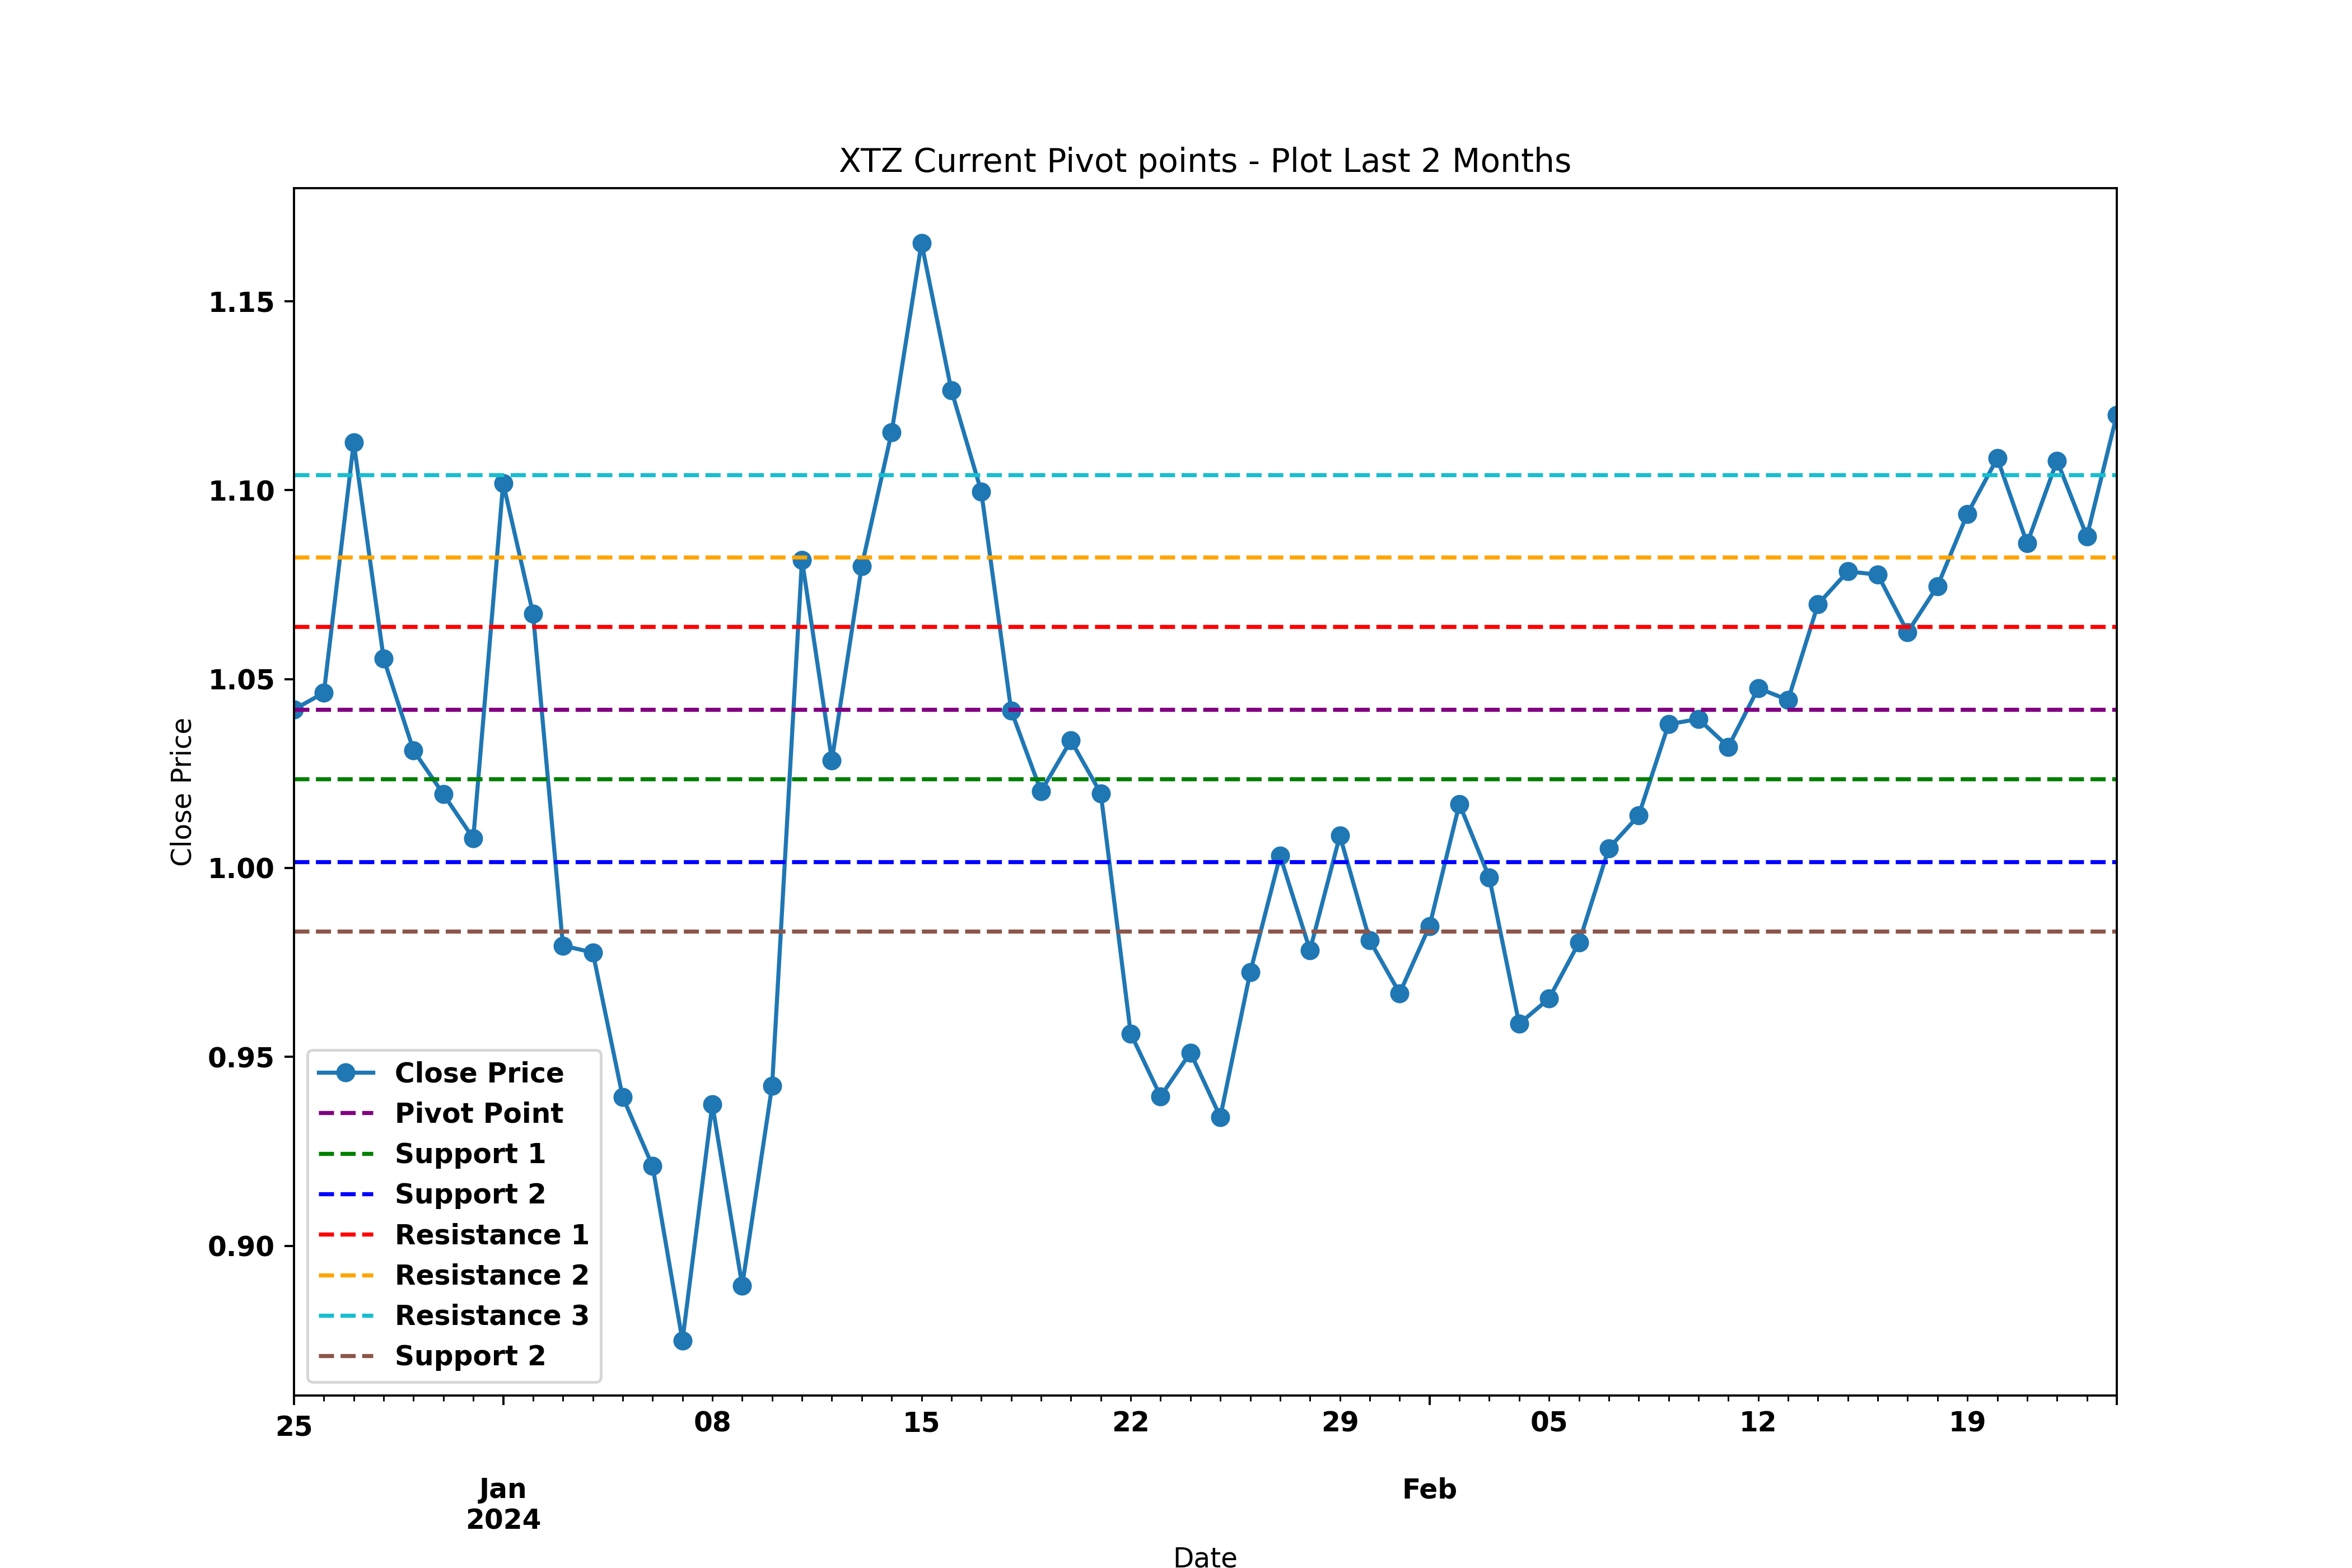 XTZ Current Pivot points - Plot Last 2 Months
1.15
1.10
1.05
1.00
0.95
0.90
Close Price
Close Price
Pivot Point
Support 1
Support 2
Resistance 1
Resistance 2
Resistance 3
Support 2
25 08 15 22 29 05 12 19
Jan Feb
2024
Date